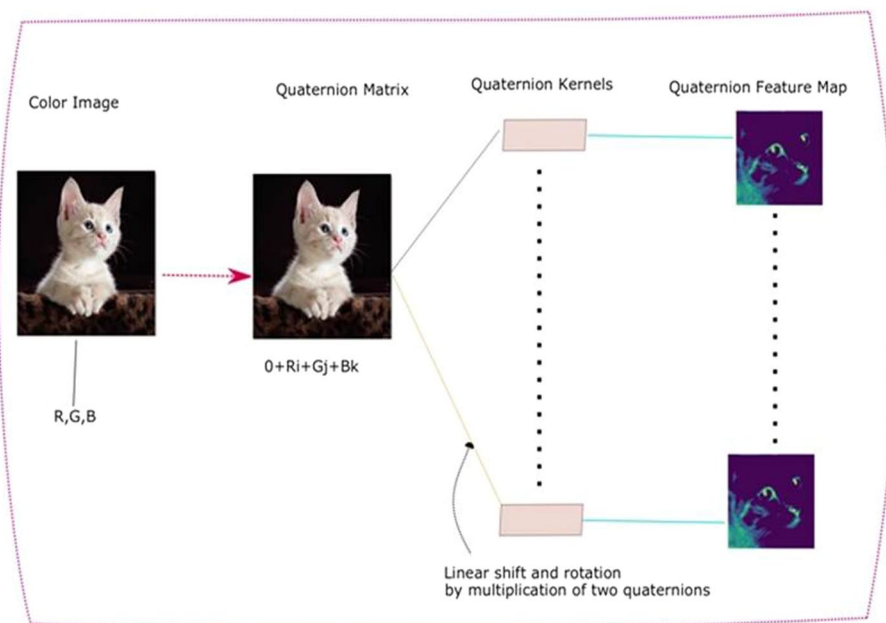 Color Image
Quaternion Matrix
Quaternion Kernels
Quaternion Feature Map
0+Ri+Gj+Bk
R,G,B
Linear shift and rotation
by multiplication of two quaternions